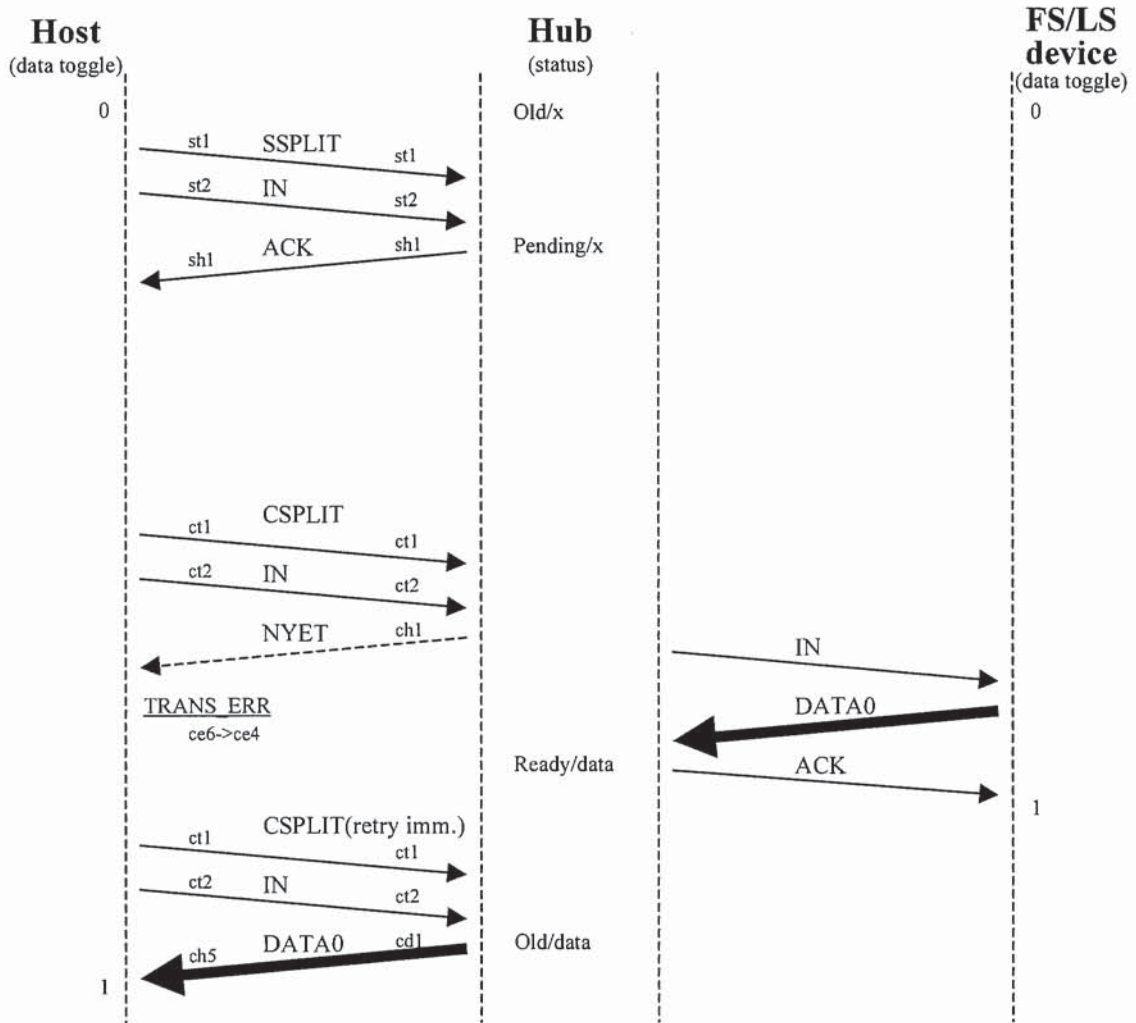 Host
(data toggle)
Hub
(status)
FS/LS
device
(data toggle)
0
Old/x
0
st1
SSPLIT
st1
st2
IN
st2
ACK
sh1
sh1
Pending/x
ct1
CSPLIT
ct1
ct2
IN
ct2
NYET
ch1
IN
TRANS_ERR
ce6->ce4
DATA0
Ready/data
ACK
1
ct1
CSPLIT(retry imm.)
ct1
ct2
IN
ct2
ch5
DATA0
cd1
Old/data
1